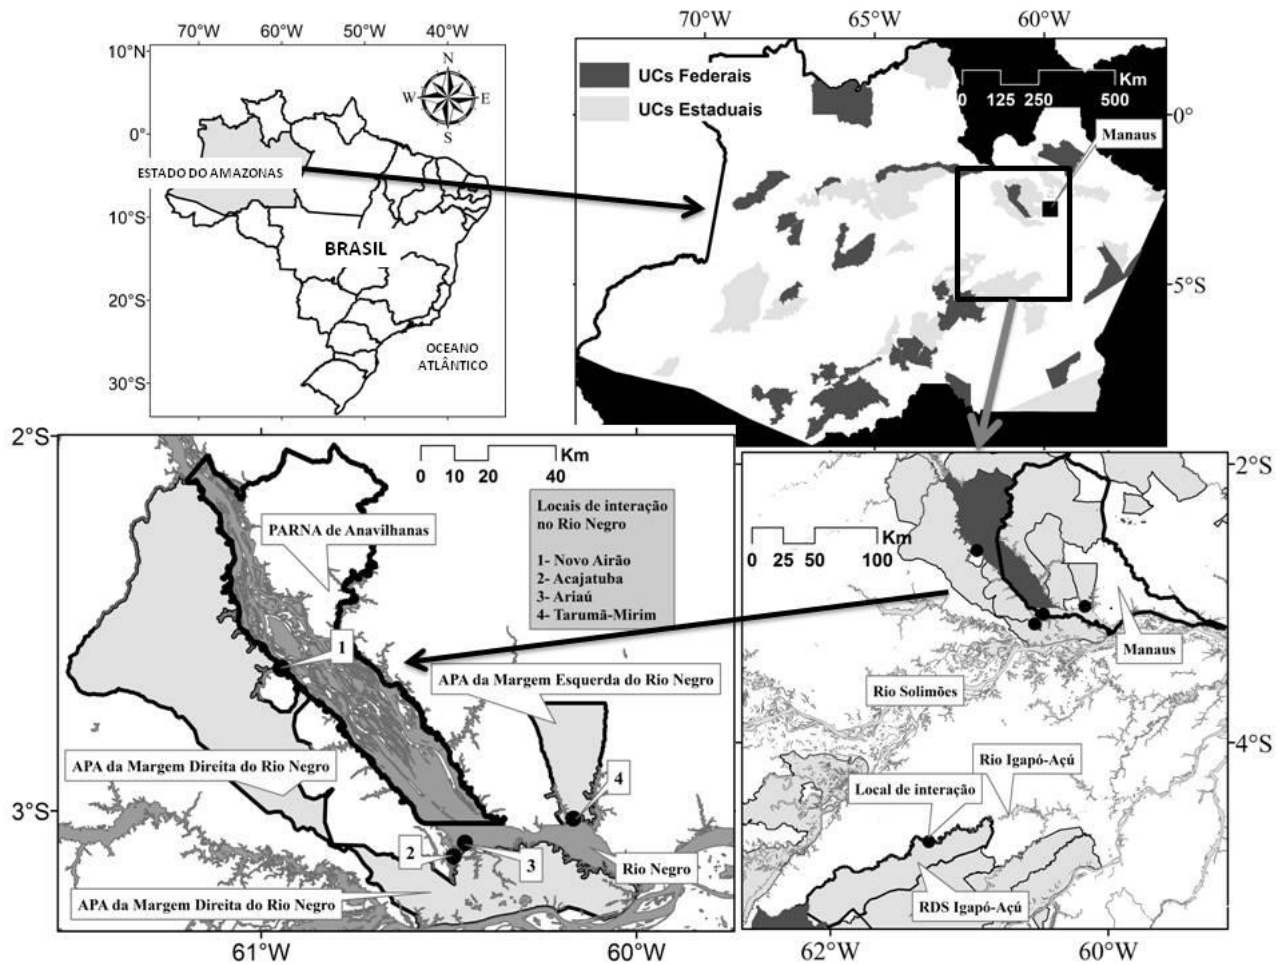 70°W 60°W 50°W 40°W
10°N
0°
10°S
20°S
30°S
N
W E
S
ESTADO DO AMAZONAS
BRASIL
OCEANO
ATLÂNTICO
70°W 65°W 60°W
UCs Federais
UCs Estaduais
Km
0 125 250 500
Manaus
0°
5°S
2°S
3°S
61°W 60°W
Km
0 10 20 40
PARNA de Anavilhanas
Locais de interação
no Rio Negro
1- Novo Airão
2- Acajatuba
3- Ariaú
4- Tarumã-Mirim
1
APA da Margem Esquerda do Rio Negro
APA da Margem Direita do Rio Negro
4
2
3
Rio Negro
APA da Margem Direita do Rio Negro
2°S
4°S
62°W 60°W
Km
0 25 50 100
Manaus
Rio Solimões
Rio Igapó-Açú
Local de interação
RDS Igapó-Açú